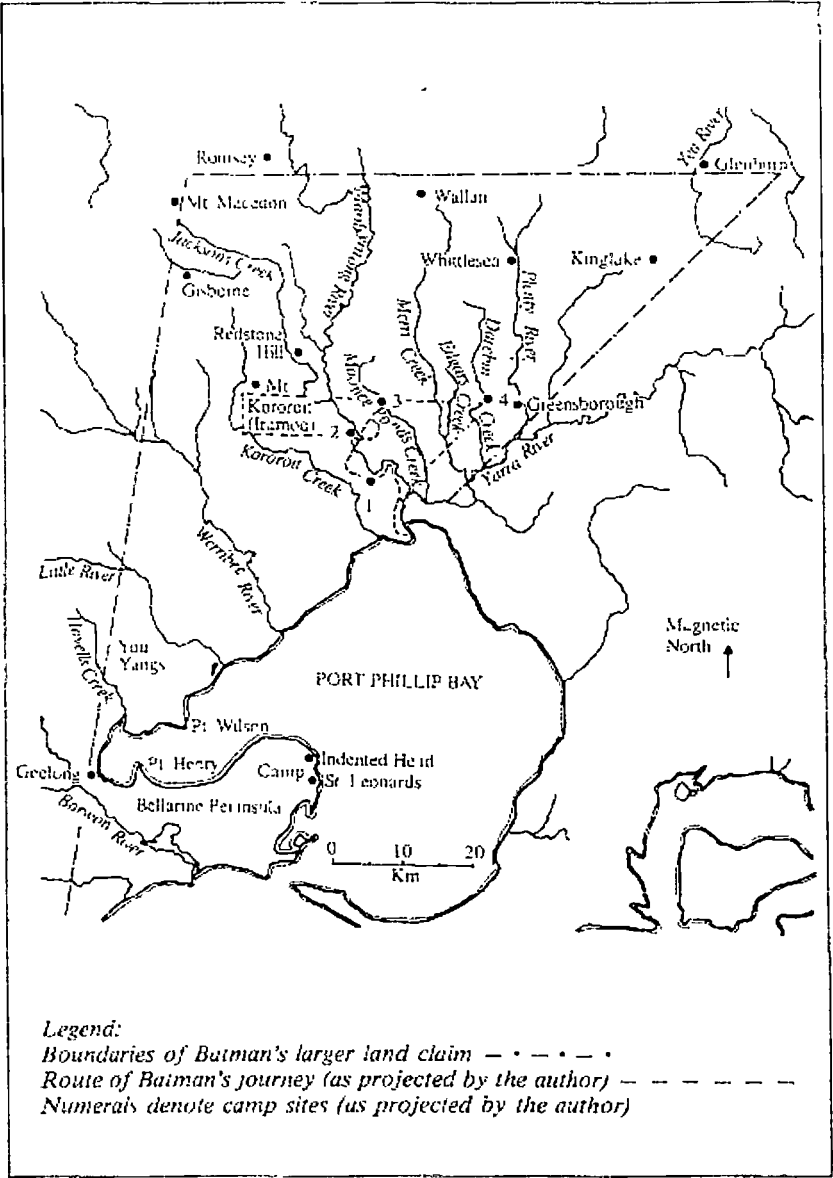 Romsey
Yea River
Glenburn
Mt. Macedon
Wallan
Maribyrnong River
Jacksons Creek
Whittlesea
Kinglake
Gisborne
Plenty River
Merri Creek
Darebin Creek
Edgars Creek
Redstone
Hill
Moonee Ponds Creek
Mt.
Kororoit
(Iramoo)
3
4
Greensborough
2
Kororoit Creek
Yarra River
1
Werribee River
Little River
Hovells Creek
You
Yangs
Magnetic
North
PORT PHILLIP BAY
Pt. Wilson
Pt. Henry
Indented Head
Geelong
Camp
St. Leonards
Bellarine Peninsula
Barwon River
0 10 20
Km
Legend:
Boundaries of Batman's larger land claim
Route of Batman's journey (as projected by the author)
Numerals denote camp sites (as projected by the author)